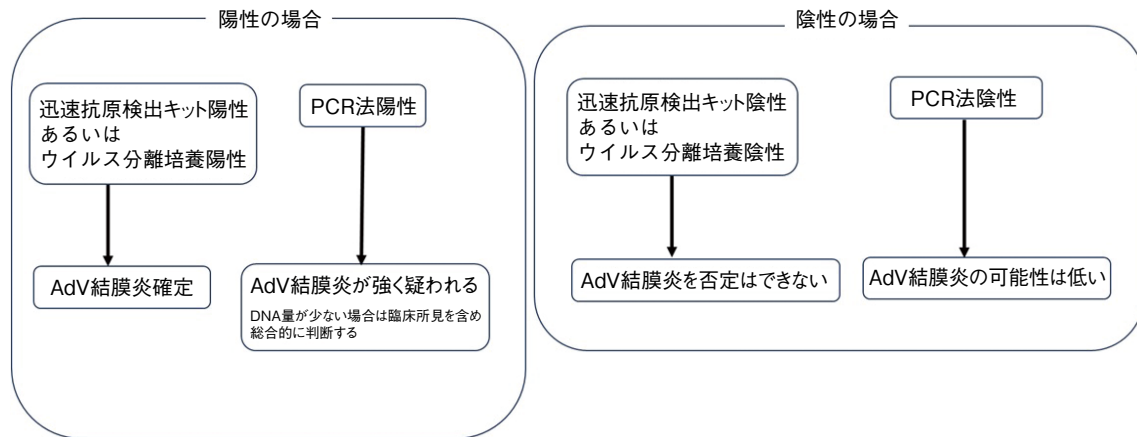 陽性の場合
迅速抗原検出キット陽性
あるいは
ウイルス分離培養陽性
PCR法陽性
AdV結膜炎確定
AdV結膜炎が強く疑われる
DNA量が少ない場合は臨床所見を含め
総合的に判断する
陰性の場合
迅速抗原検出キット陰性
あるいは
ウイルス分離培養陰性
PCR法陰性
AdV結膜炎を否定はできない
AdV結膜炎の可能性は低い